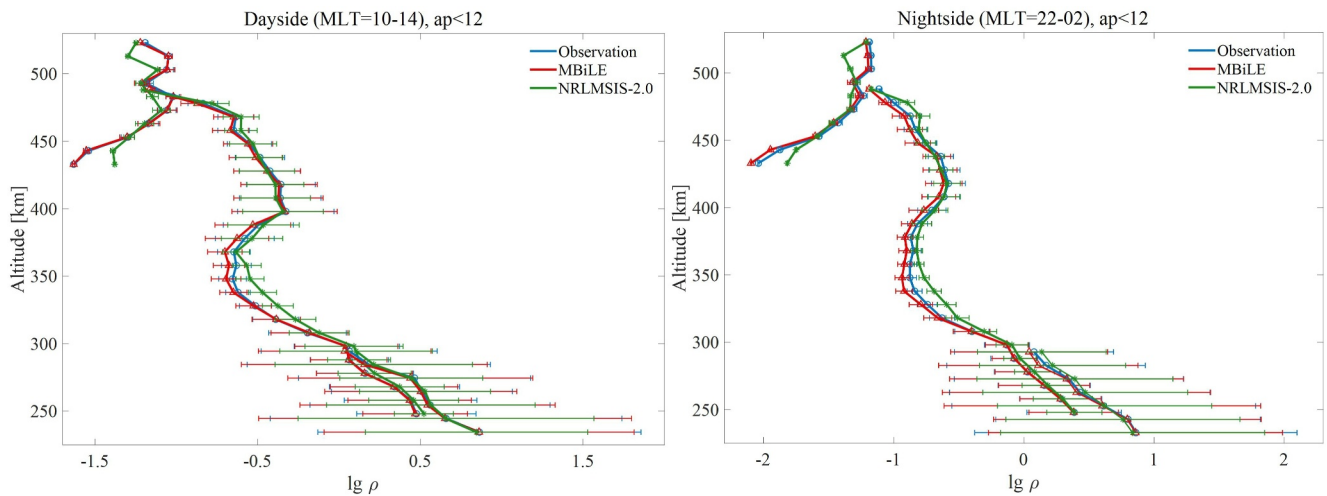 Dayside (MLT=10-14), ap<12
Observation
MBiLE
NRLMSIS-2.0
500
450
400
350
300
250
Altitude [km]
-1.5
-0.5
0.5
1.5
lg ρ
Nightside (MLT=22-02), ap<12
Observation
MBiLE
NRLMSIS-2.0
500
450
400
350
300
250
Altitude [km]
-2
-1
0
1
2
lg ρ